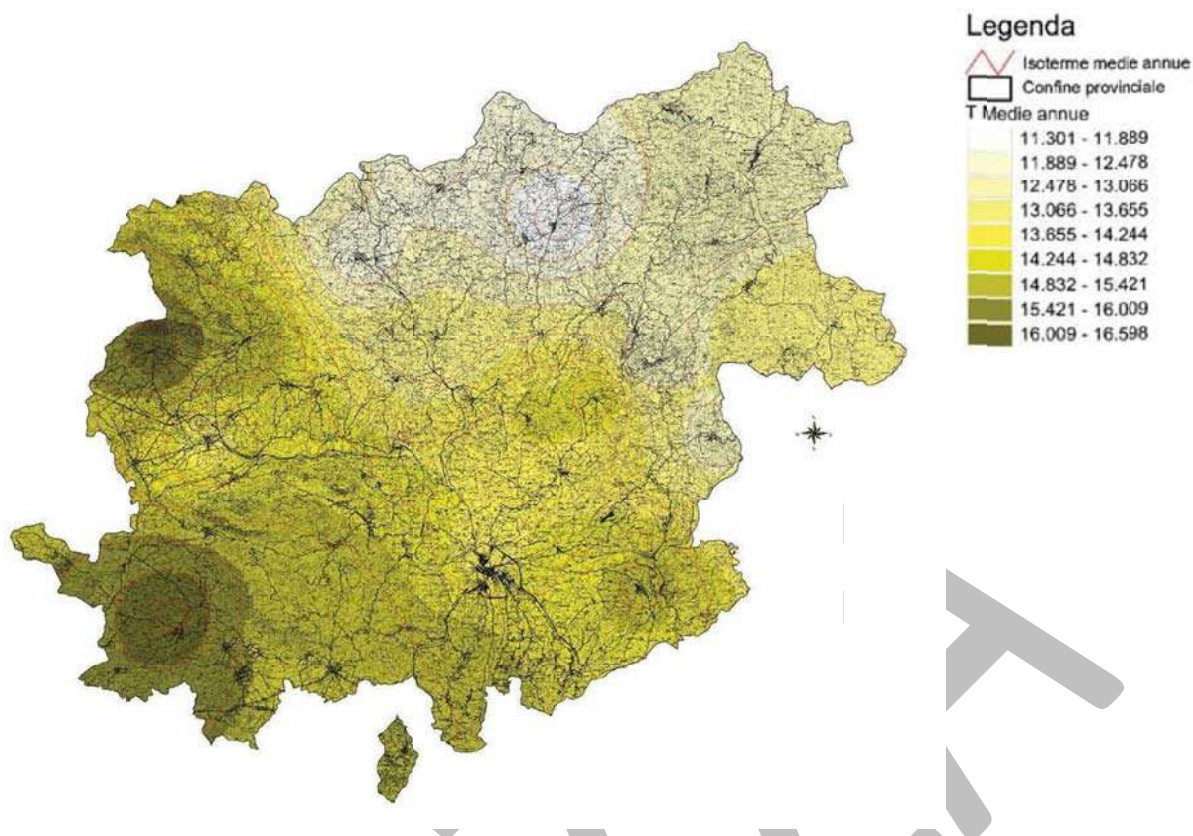 Legenda
Isoterme medie annue
Confine provinciale
T Medie annue
11.301 - 11.889
11.889 - 12.478
12.478 - 13.066
13.066 - 13.655
13.655 - 14.244
14.244 - 14.832
14.832 - 15.421
15.421 - 16.009
16.009 - 16.598